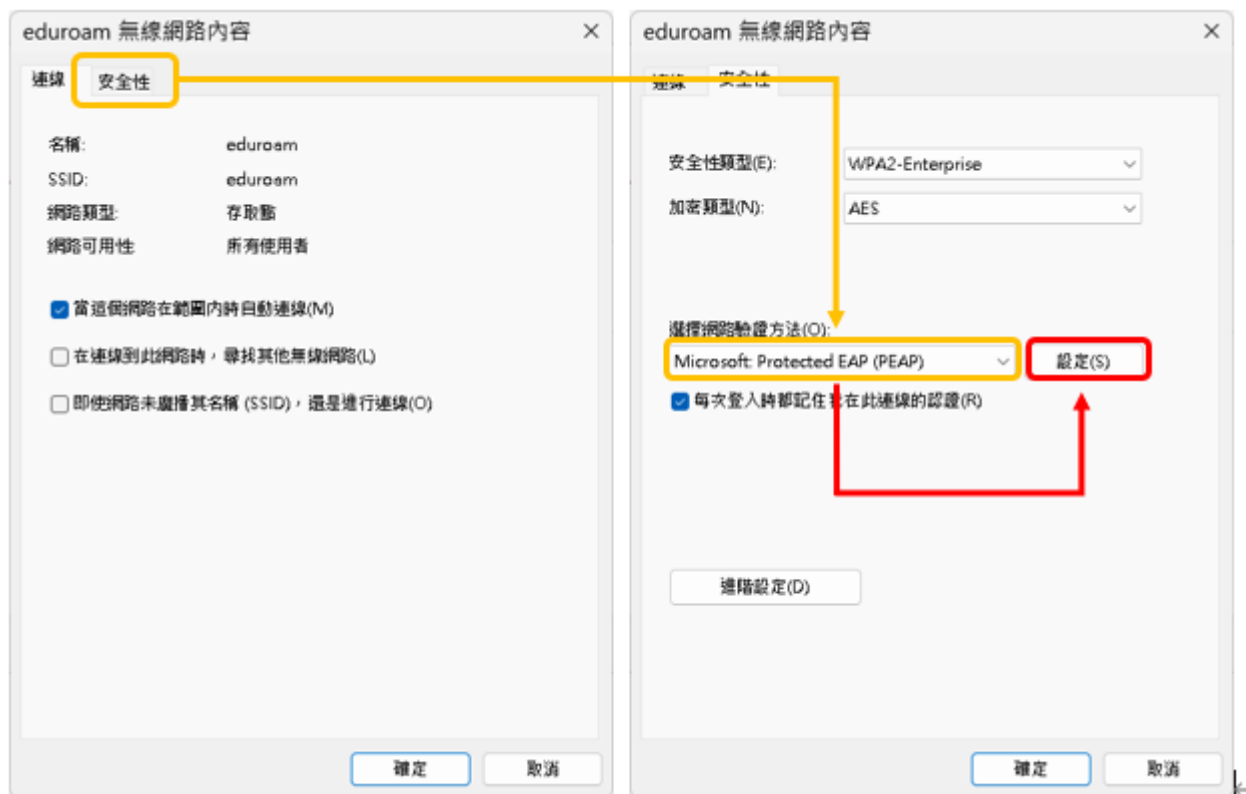 eduroam 無線網路內容
連線 安全性
名稱: eduroam
SSID: eduroam
網路類型: 存取點
網路可用性: 所有使用者
當這個網路在範圍內時自動連線(M)
在連線到此網路時，尋找其他無線網路(L)
即使網路未廣播其名稱 (SSID)，還是進行連線(O)
確定 取消
eduroam 無線網路內容
連線 安全性
安全性類型(E): WPA2-Enterprise
加密類型(N): AES
選擇網路驗證方法(O):
Microsoft: Protected EAP (PEAP) 設定(S)
每次登入時都記住我在此連線的認證(R)
進階設定(D)
確定 取消